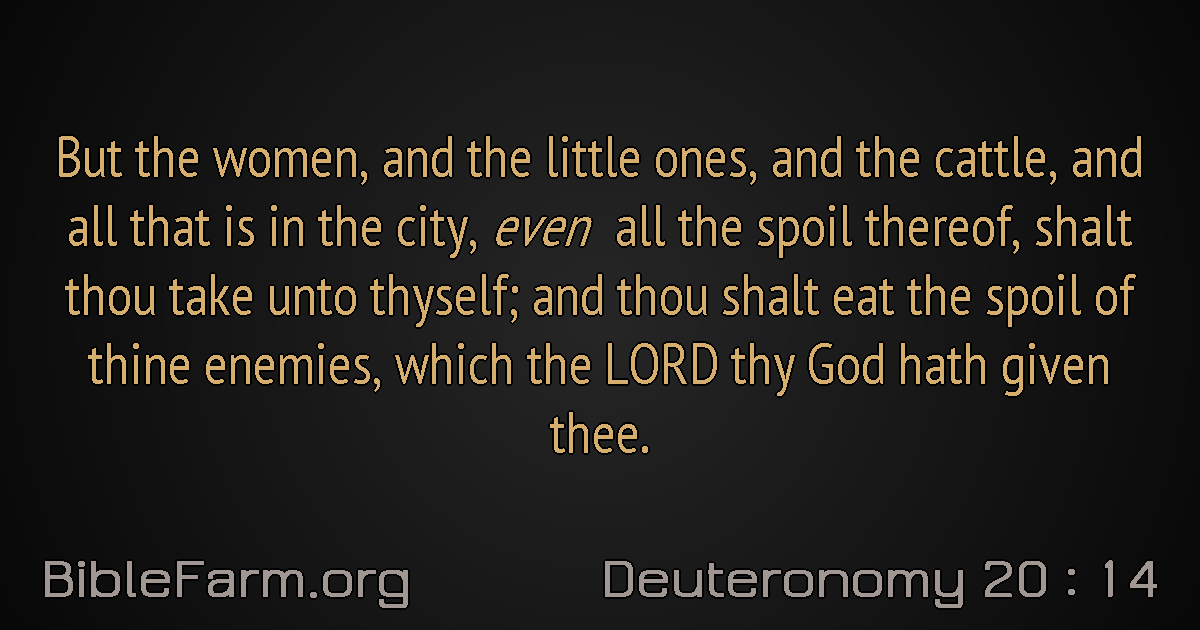 But the women, and the little ones, and the cattle, and
all that is in the city, even all the spoil thereof, shalt
thou take unto thyself; and thou shalt eat the spoil of
thine enemies, which the LORD thy God hath given
thee.
BibleFarm.org
Deuteronomy 20 : 14